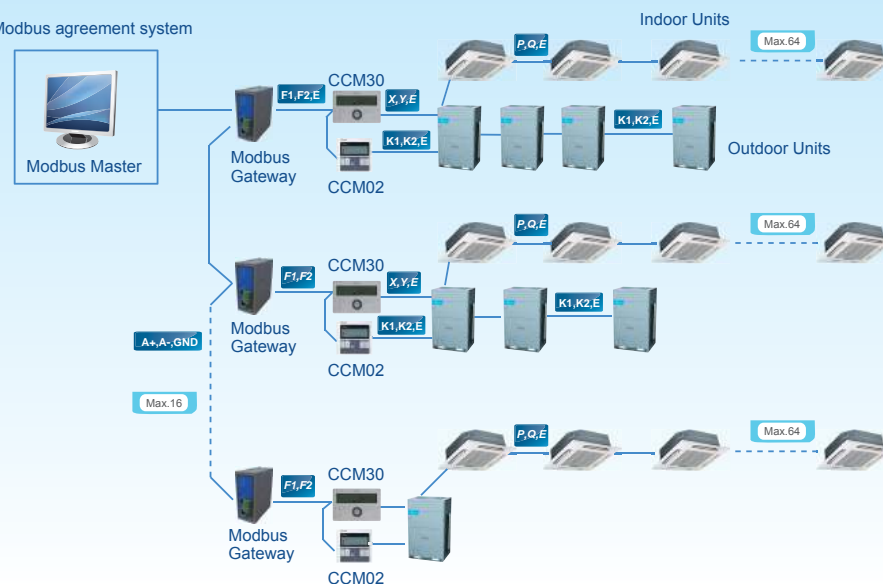 Modbus agreement system
Indoor Units
Max.64
P,Q,E
CCM30
F1,F2,E
X,Y,E
K1,K2,E
K1,K2,E
Modbus Master
Modbus
Gateway
CCM02
Outdoor Units
Max.64
P,Q,E
CCM30
F1,F2
X,Y,E
K1,K2,E
K1,K2,E
Modbus
Gateway
CCM02
A+,A-,GND
Max.16
Max.64
P,Q,E
CCM30
F1,F2
Modbus
Gateway
CCM02